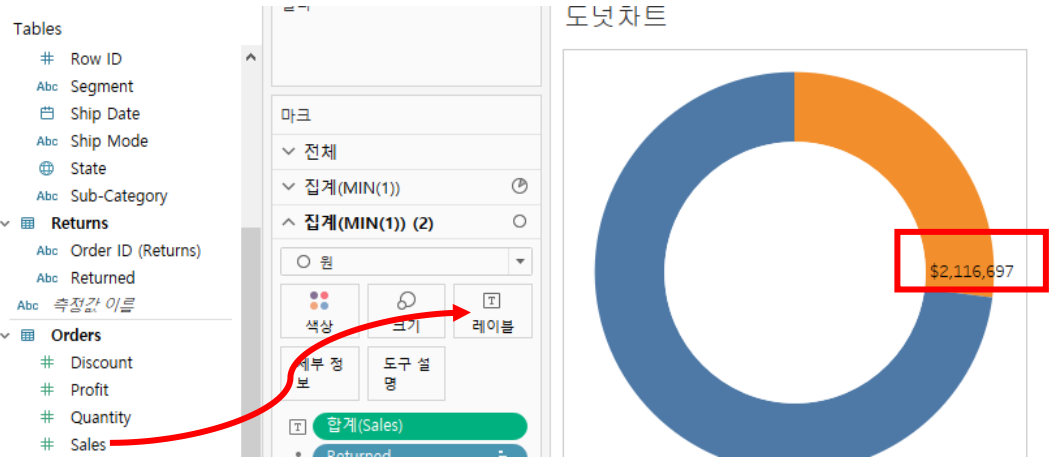 Tables
# Row ID
Abc Segment
Ship Date
Abc Ship Mode
State
Abc Sub-Category
Returns
Abc Order ID (Returns)
Abc Returned
Abc 측정값 이름
Orders
# Discount
# Profit
# Quantity
# Sales
마크
전체
집계(MIN(1))
집계(MIN(1)) (2)
원
색상
크기
T
레이블
세부 정
보
도구 설
명
T 합계(Sales)
Returned
도넛차트
$2,116,697